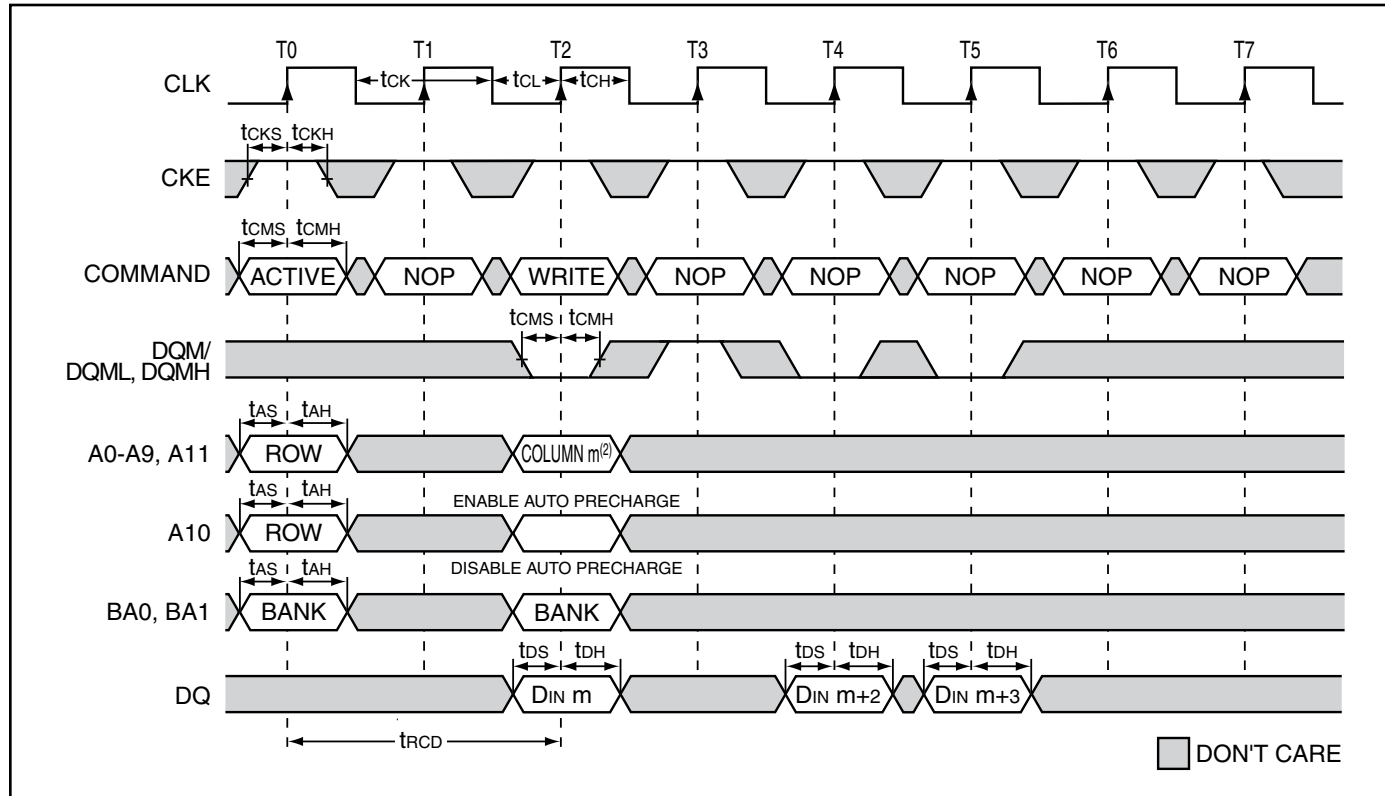 T0 T1 T2 T3 T4 T5 T6 T7
CLK tCK tCL tCH
tCKS tCKH
CKE
tCMS tCMH
COMMAND ACTIVE NOP WRITE NOP NOP NOP NOP NOP
tCMS tCMH
DQM/
DQML, DQMH
tAS tAH
A0-A9, A11 ROW COLUMN m(2)
tAS tAH ENABLE AUTO PRECHARGE
A10 ROW
tAS tAH DISABLE AUTO PRECHARGE
BA0, BA1 BANK BANK
tDS tDH tDS tDH tDS tDH
DQ DIN m DIN m+2 DIN m+3
tRCD
DON'T CARE